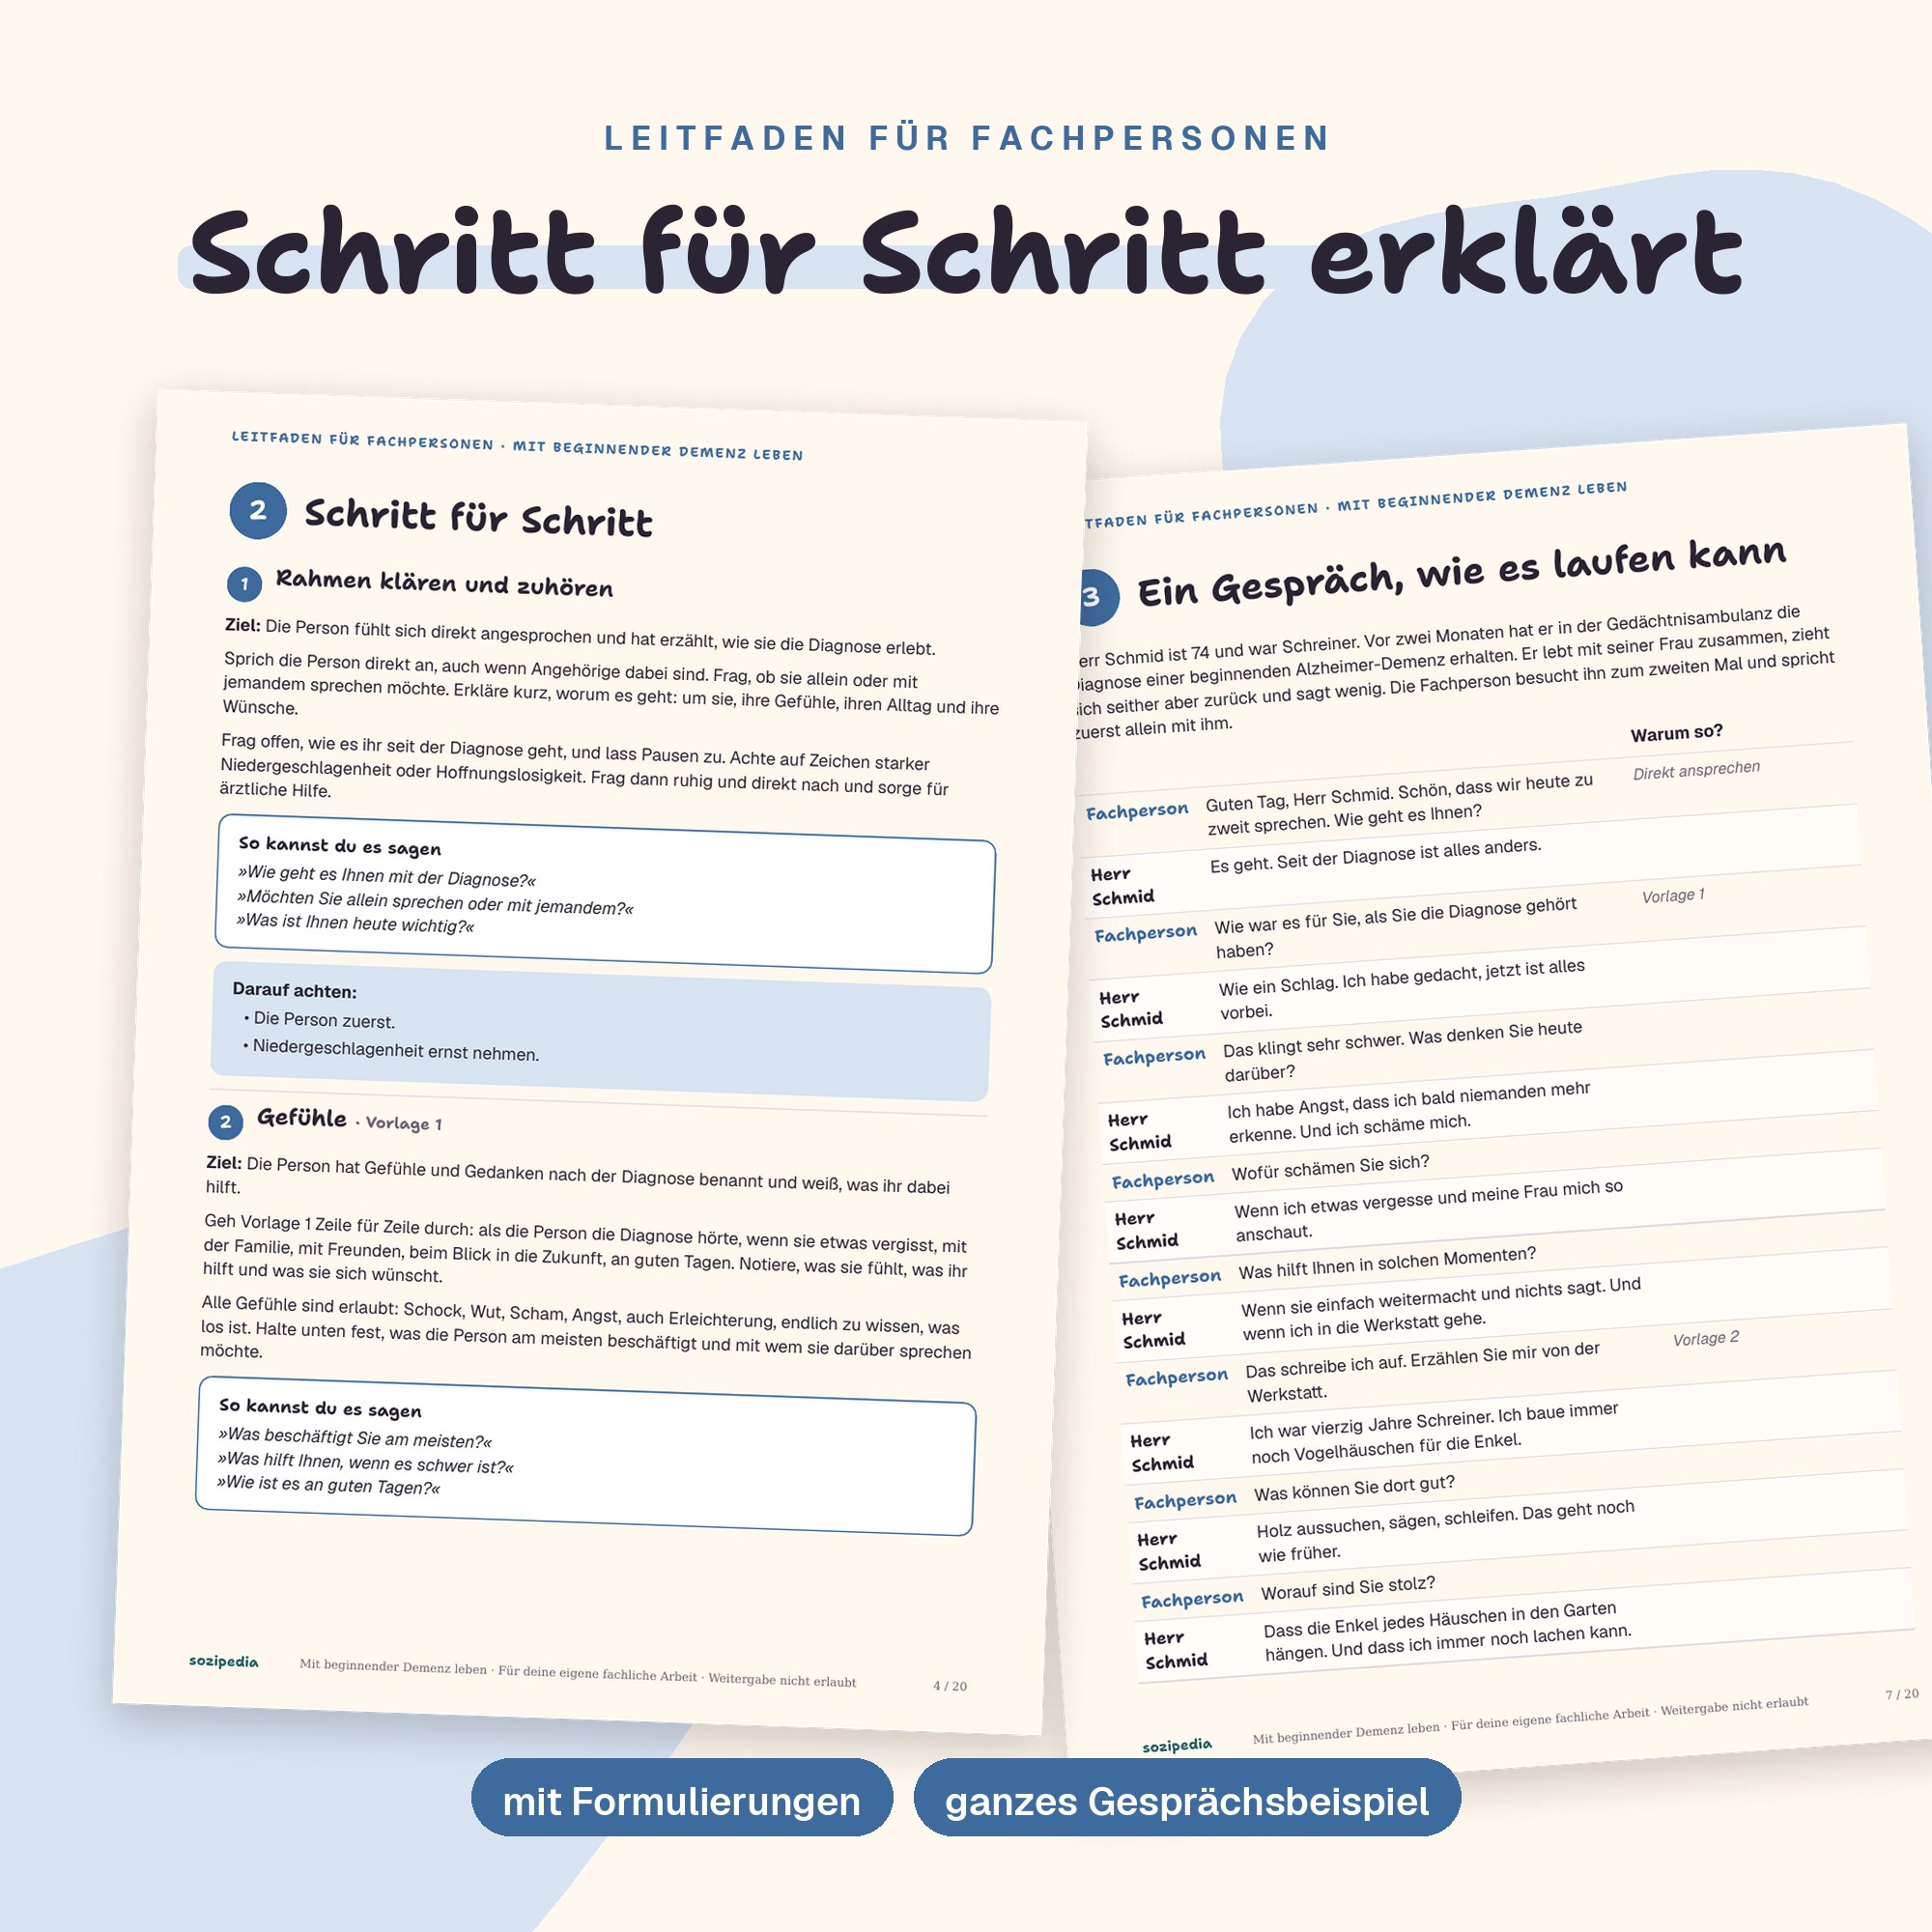 LEITFADEN FÜR FACHPERSONEN
Schritt für Schritt erklärt
LEITFADEN FÜR FACHPERSONEN · MIT BEGINNENDER DEMENZ LEBEN
2 Schritt für Schritt
1 Rahmen klären und zuhören
Ziel: Die Person fühlt sich direkt angesprochen und hat erzählt, wie sie die Diagnose erlebt.
Sprich die Person direkt an, auch wenn Angehörige dabei sind. Frag, ob sie allein oder mit
jemandem sprechen möchte. Erkläre kurz, worum es geht: um sie, ihre Gefühle, ihren Alltag und ihre
Wünsche.
Frag offen, wie es ihr seit der Diagnose geht, und lass Pausen zu. Achte auf Zeichen starker
Niedergeschlagenheit oder Hoffnungslosigkeit. Frag dann ruhig und direkt nach und sorge für
ärztliche Hilfe.
So kannst du es sagen
»Wie geht es Ihnen mit der Diagnose?«
»Möchten Sie allein sprechen oder mit jemandem?«
»Was ist Ihnen heute wichtig?«
Darauf achten:
• Die Person zuerst.
• Niedergeschlagenheit ernst nehmen.
2 Gefühle · Vorlage 1
Ziel: Die Person hat Gefühle und Gedanken nach der Diagnose benannt und weiß, was ihr dabei
hilft.
Geh Vorlage 1 Zeile für Zeile durch: als die Person die Diagnose hörte, wenn sie etwas vergisst, mit
der Familie, mit Freunden, beim Blick in die Zukunft, an guten Tagen. Notiere, was sie fühlt, was ihr
hilft und was sie sich wünscht.
Alle Gefühle sind erlaubt: Schock, Wut, Scham, Angst, auch Erleichterung, endlich zu wissen, was
los ist. Halte unten fest, was die Person am meisten beschäftigt und mit wem sie darüber sprechen
möchte.
So kannst du es sagen
»Was beschäftigt Sie am meisten?«
»Was hilft Ihnen, wenn es schwer ist?«
»Wie ist es an guten Tagen?«
sozipedia Mit beginnender Demenz leben · Für deine eigene fachliche Arbeit · Weitergabe nicht erlaubt 4 / 20
TFADEN FÜR FACHPERSONEN · MIT BEGINNENDER DEMENZ LEBEN
3 Ein Gespräch, wie es laufen kann
err Schmid ist 74 und war Schreiner. Vor zwei Monaten hat er in der Gedächtnisambulanz die
iagnose einer beginnenden Alzheimer-Demenz erhalten. Er lebt mit seiner Frau zusammen, zieht
sich seither aber zurück und sagt wenig. Die Fachperson besucht ihn zum zweiten Mal und spricht
zuerst allein mit ihm.
Warum so?
Fachperson Guten Tag, Herr Schmid. Schön, dass wir heute zu Direkt ansprechen
zweit sprechen. Wie geht es Ihnen?
Herr Es geht. Seit der Diagnose ist alles anders.
Schmid
Fachperson Wie war es für Sie, als Sie die Diagnose gehört Vorlage 1
haben?
Herr Wie ein Schlag. Ich habe gedacht, jetzt ist alles
Schmid vorbei.
Fachperson Das klingt sehr schwer. Was denken Sie heute
darüber?
Herr Ich habe Angst, dass ich bald niemanden mehr
Schmid erkenne. Und ich schäme mich.
Fachperson Wofür schämen Sie sich?
Herr Wenn ich etwas vergesse und meine Frau mich so
Schmid anschaut.
Fachperson Was hilft Ihnen in solchen Momenten?
Herr Wenn sie einfach weitermacht und nichts sagt. Und
Schmid wenn ich in die Werkstatt gehe.
Fachperson Das schreibe ich auf. Erzählen Sie mir von der Vorlage 2
Werkstatt.
Herr Ich war vierzig Jahre Schreiner. Ich baue immer
Schmid noch Vogelhäuschen für die Enkel.
Fachperson Was können Sie dort gut?
Herr Holz aussuchen, sägen, schleifen. Das geht noch
Schmid wie früher.
Fachperson Worauf sind Sie stolz?
Herr Dass die Enkel jedes Häuschen in den Garten
Schmid hängen. Und dass ich immer noch lachen kann.
sozipedia Mit beginnender Demenz leben · Für deine eigene fachliche Arbeit · Weitergabe nicht erlaubt 7 / 20
mit Formulierungen
ganzes Gesprächsbeispiel